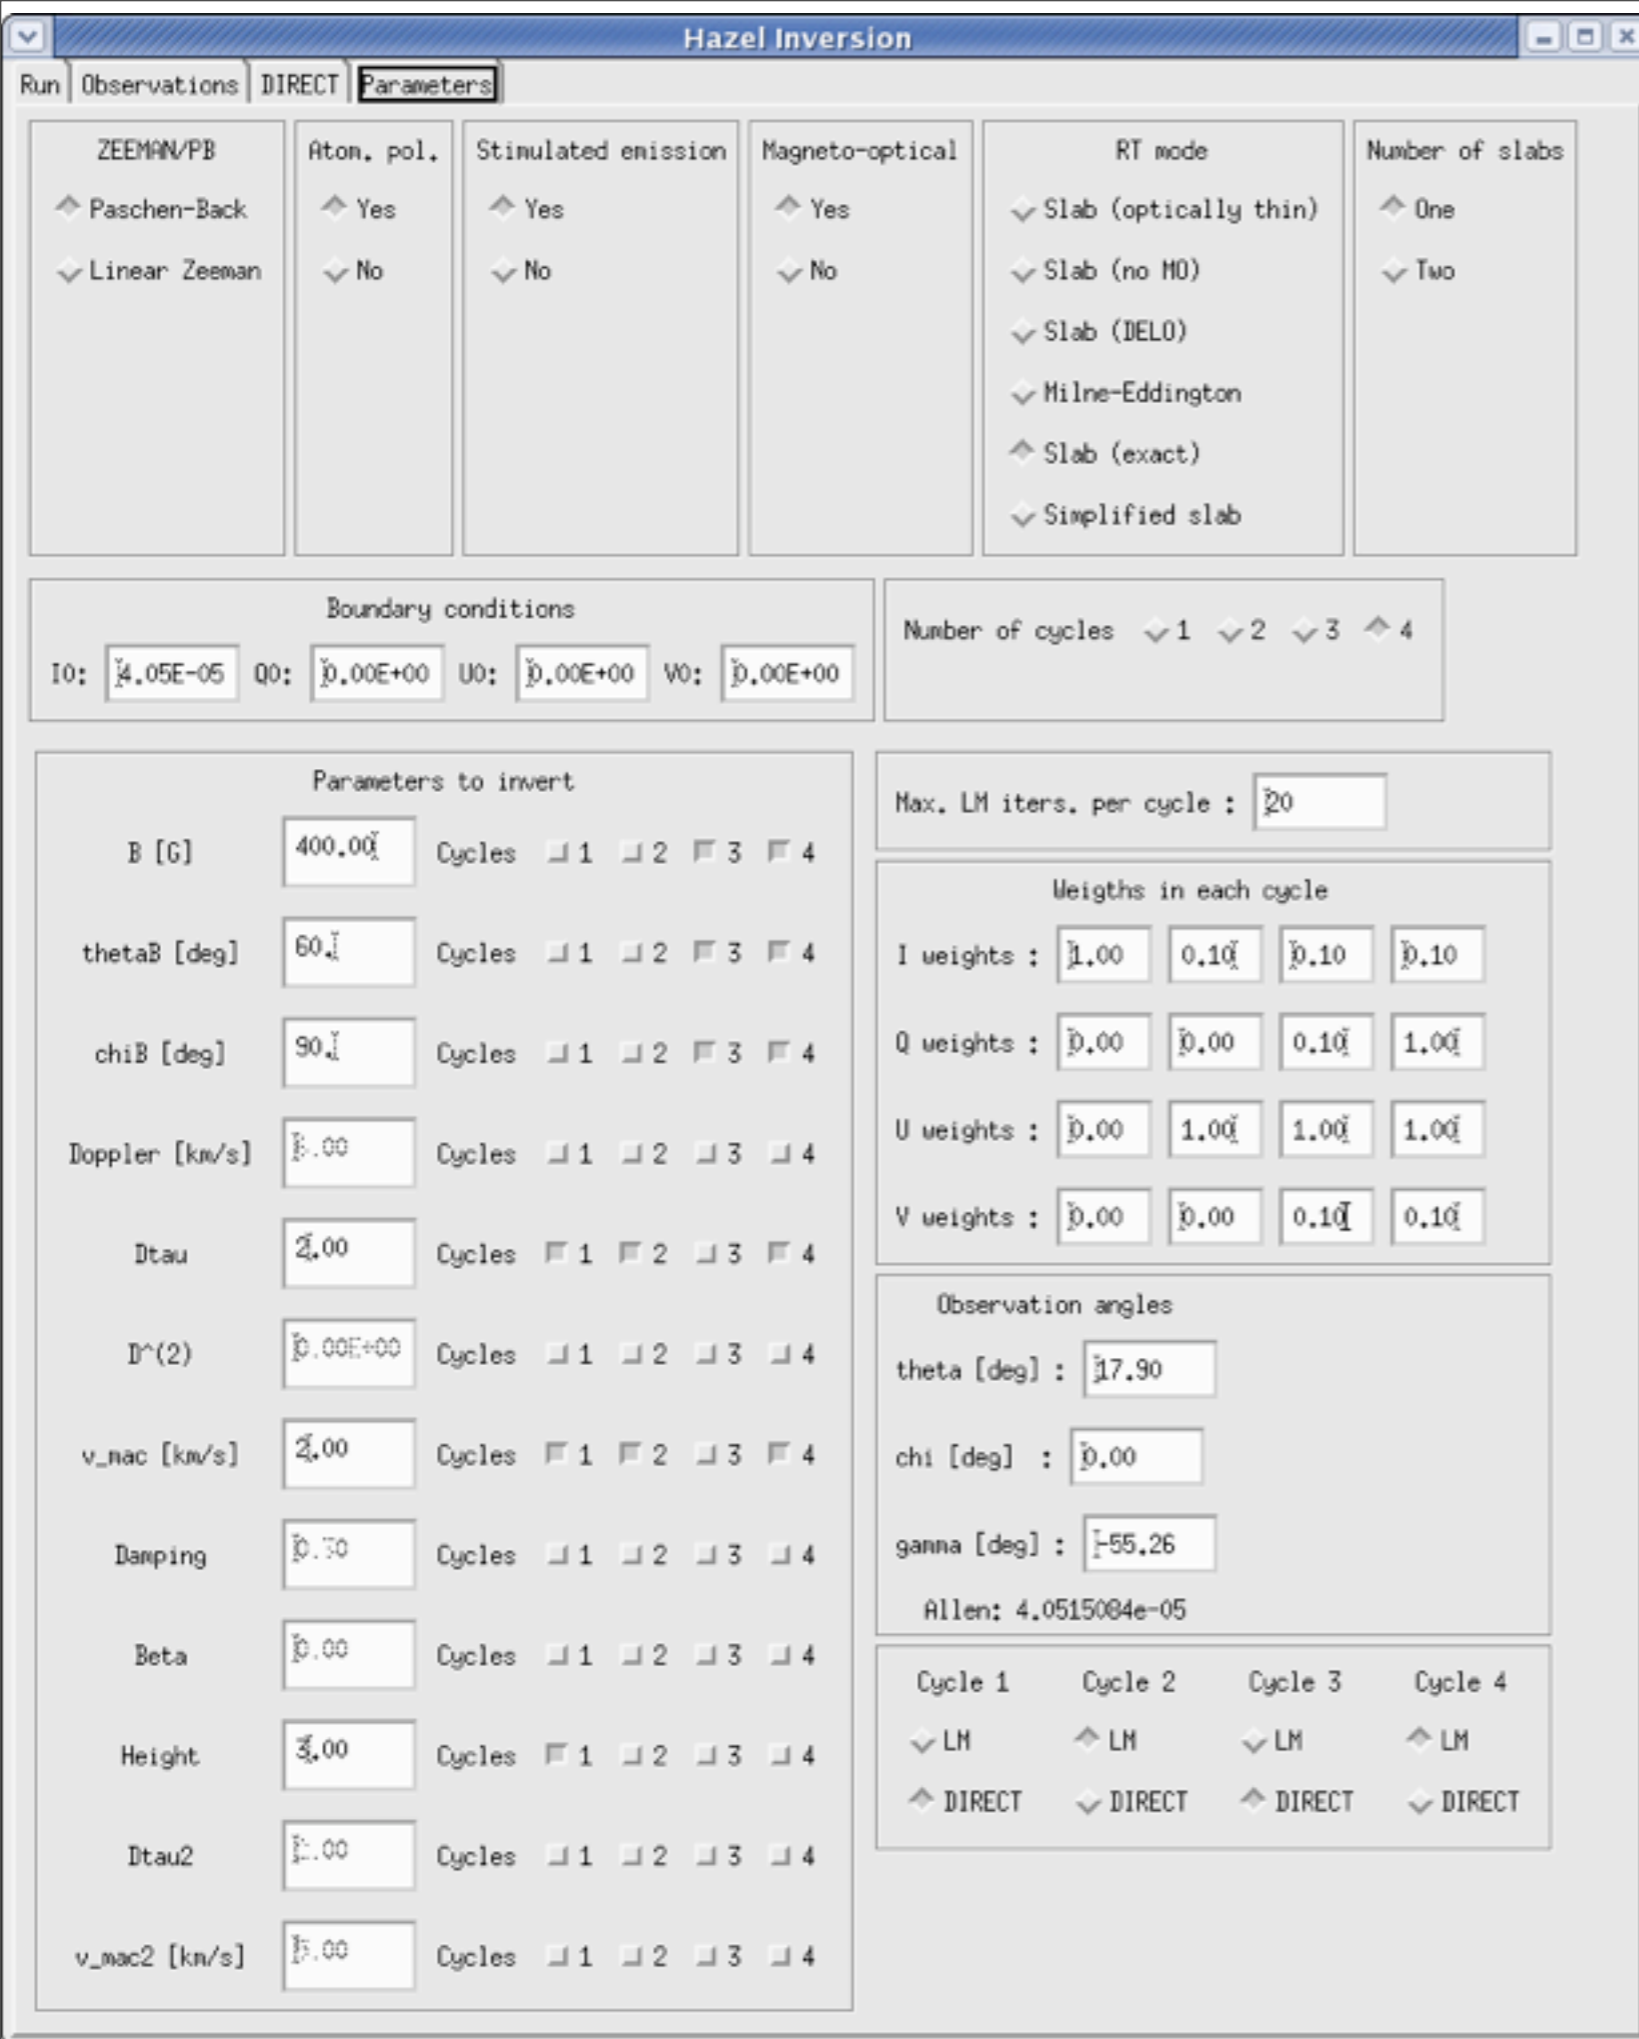 Hazel Inversion
Run Observations DIRECT Parameters
ZEEMAN/PB
Paschen-Back
Linear Zeeman
Atom. pol.
Yes
No
Stimulated emission
Yes
No
Magneto-optical
Yes
No
RT mode
Slab (optically thin)
Slab (no MO)
Slab (DELO)
Milne-Eddington
Slab (exact)
Simplified slab
Number of slabs
One
Two
Boundary conditions
I0: 4.05E-05 Q0: 0.00E+00 U0: 0.00E+00 V0: 0.00E+00
Number of cycles 1 2 3 4
Parameters to invert
B [G] 400.00 Cycles 1 2 3 4
thetaB [deg] 60. Cycles 1 2 3 4
chiB [deg] 90. Cycles 1 2 3 4
Doppler [km/s] Cycles 1 2 3 4
Dtau 2.00 Cycles 1 2 3 4
D^(2) 0.00E+00 Cycles 1 2 3 4
v_mac [km/s] 2.00 Cycles 1 2 3 4
Damping Cycles 1 2 3 4
Beta 0.00 Cycles 1 2 3 4
Height 3.00 Cycles 1 2 3 4
Dtau2 Cycles 1 2 3 4
v_mac2 [km/s] Cycles 1 2 3 4
Max. LM iters. per cycle : 20
Weigths in each cycle
I weights : 1.00 0.10 0.10 0.10
Q weights : 0.00 0.00 0.10 1.00
U weights : 0.00 1.00 1.00 1.00
V weights : 0.00 0.00 0.10 0.10
Observation angles
theta [deg] : 17.90
chi [deg] : 0.00
gamma [deg] : -55.26
Allen: 4.0515084e-05
Cycle 1 Cycle 2 Cycle 3 Cycle 4
LM LM LM LM
DIRECT DIRECT DIRECT DIRECT